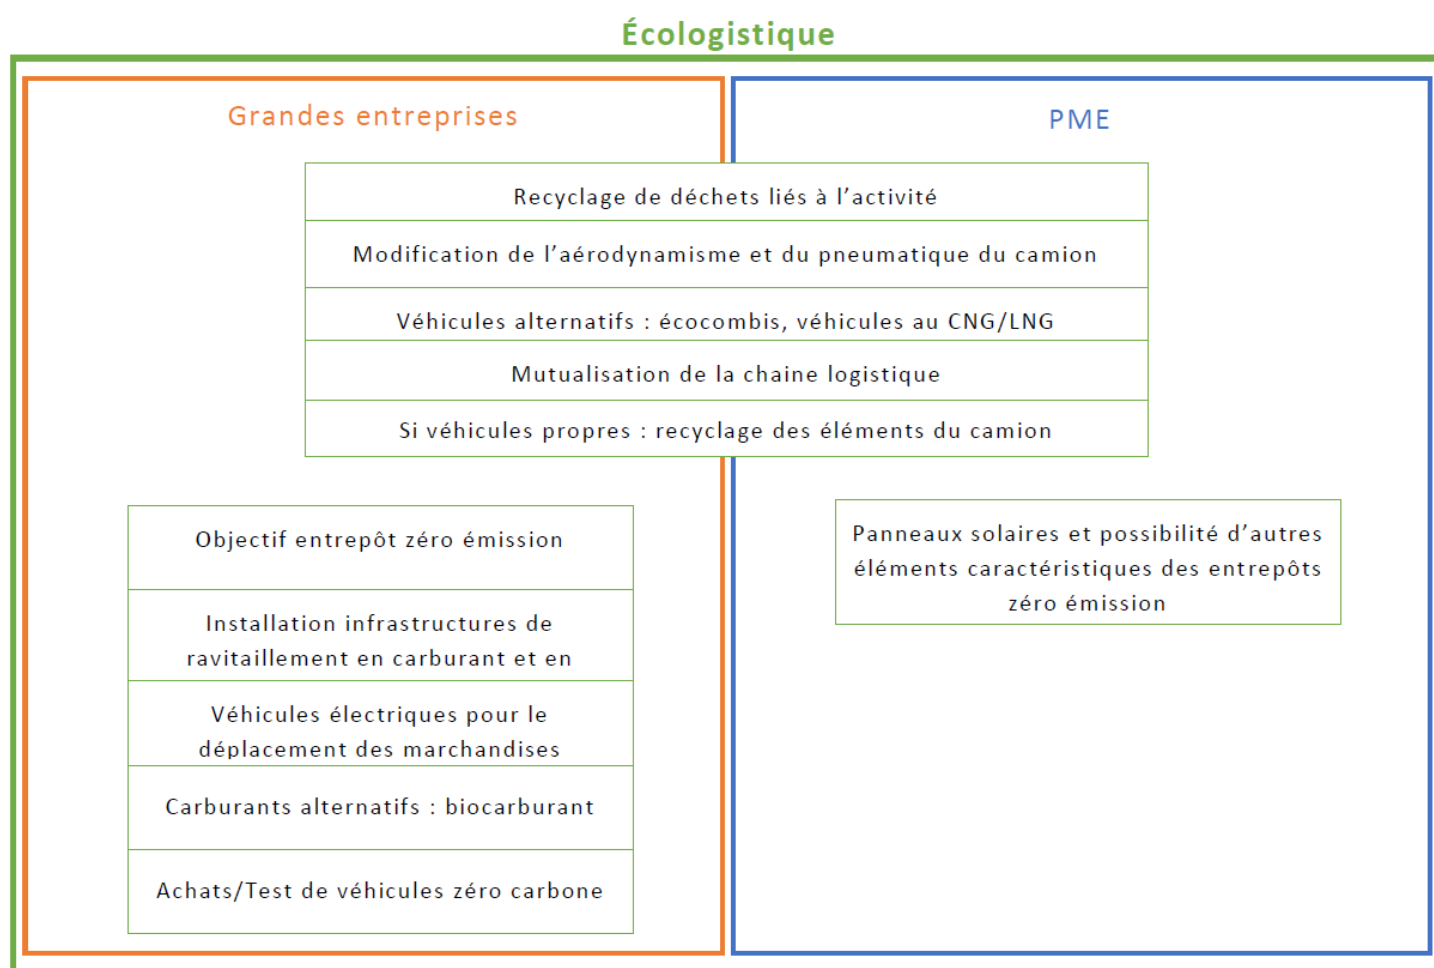 Écologistique
Grandes entreprises
PME
Recyclage de déchets liés à l’activité
Modification de l’aérodynamisme et du pneumatique du camion
Véhicules alternatifs : écocombis, véhicules au CNG/LNG
Mutualisation de la chaine logistique
Si véhicules propres : recyclage des éléments du camion
Objectif entrepôt zéro émission
Installation infrastructures de
ravitaillement en carburant et en
Véhicules électriques pour le
déplacement des marchandises
Carburants alternatifs : biocarburant
Achats/Test de véhicules zéro carbone
Panneaux solaires et possibilité d’autres
éléments caractéristiques des entrepôts
zéro émission